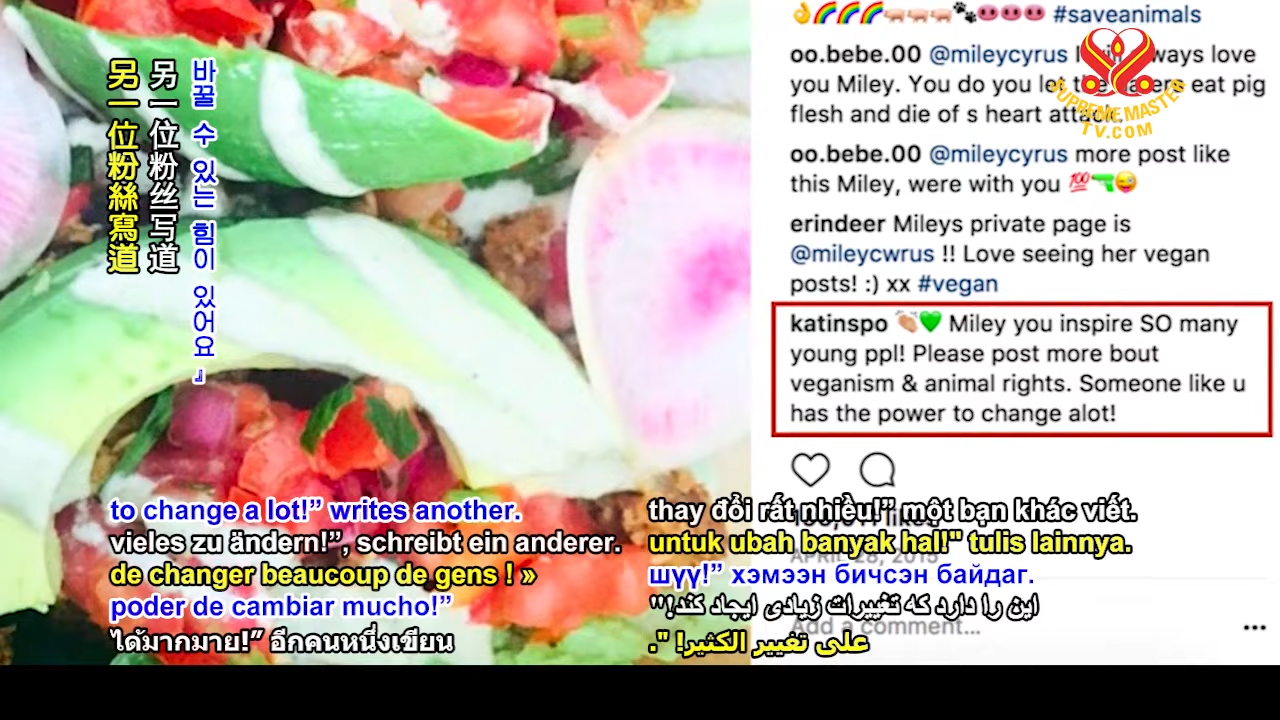 另一位粉絲寫道
另一位粉丝写道
바꿀 수 있는 힘이 있어요 』
👌🌈🌈🌈🐖🐖🐖🐾🐽🐽🐽 #saveanimals
oo.bebe.00 @mileycyrus I will always love
you Miley. You do you let the haters eat pig
flesh and die of s heart attack.
oo.bebe.00 @mileycyrus more post like
this Miley, were with you 💯🔫😜
erindeer Mileys private page is
@mileycwrus !! Love seeing her vegan
posts! :) xx #vegan
katinspo 👏🏼💚 Miley you inspire SO many
young ppl! Please post more bout
veganism & animal rights. Someone like u
has the power to change alot!
SUPREME MASTER
TV.COM
APRIL 28, 2015
Add a comment...
to change a lot!” writes another.
vieles zu ändern!”, schreibt ein anderer.
de changer beaucoup de gens ! »
poder de cambiar mucho!”
ได้มากมาย!” อีกคนหนึ่งเขียน
thay đổi rất nhiều!” một bạn khác viết.
untuk ubah banyak hal!" tulis lainnya.
шүү!” хэмээн бичсэн байдаг.
این را دارد که تغییرات زیادی ایجاد کند!"
على تغيير الكثير! ".